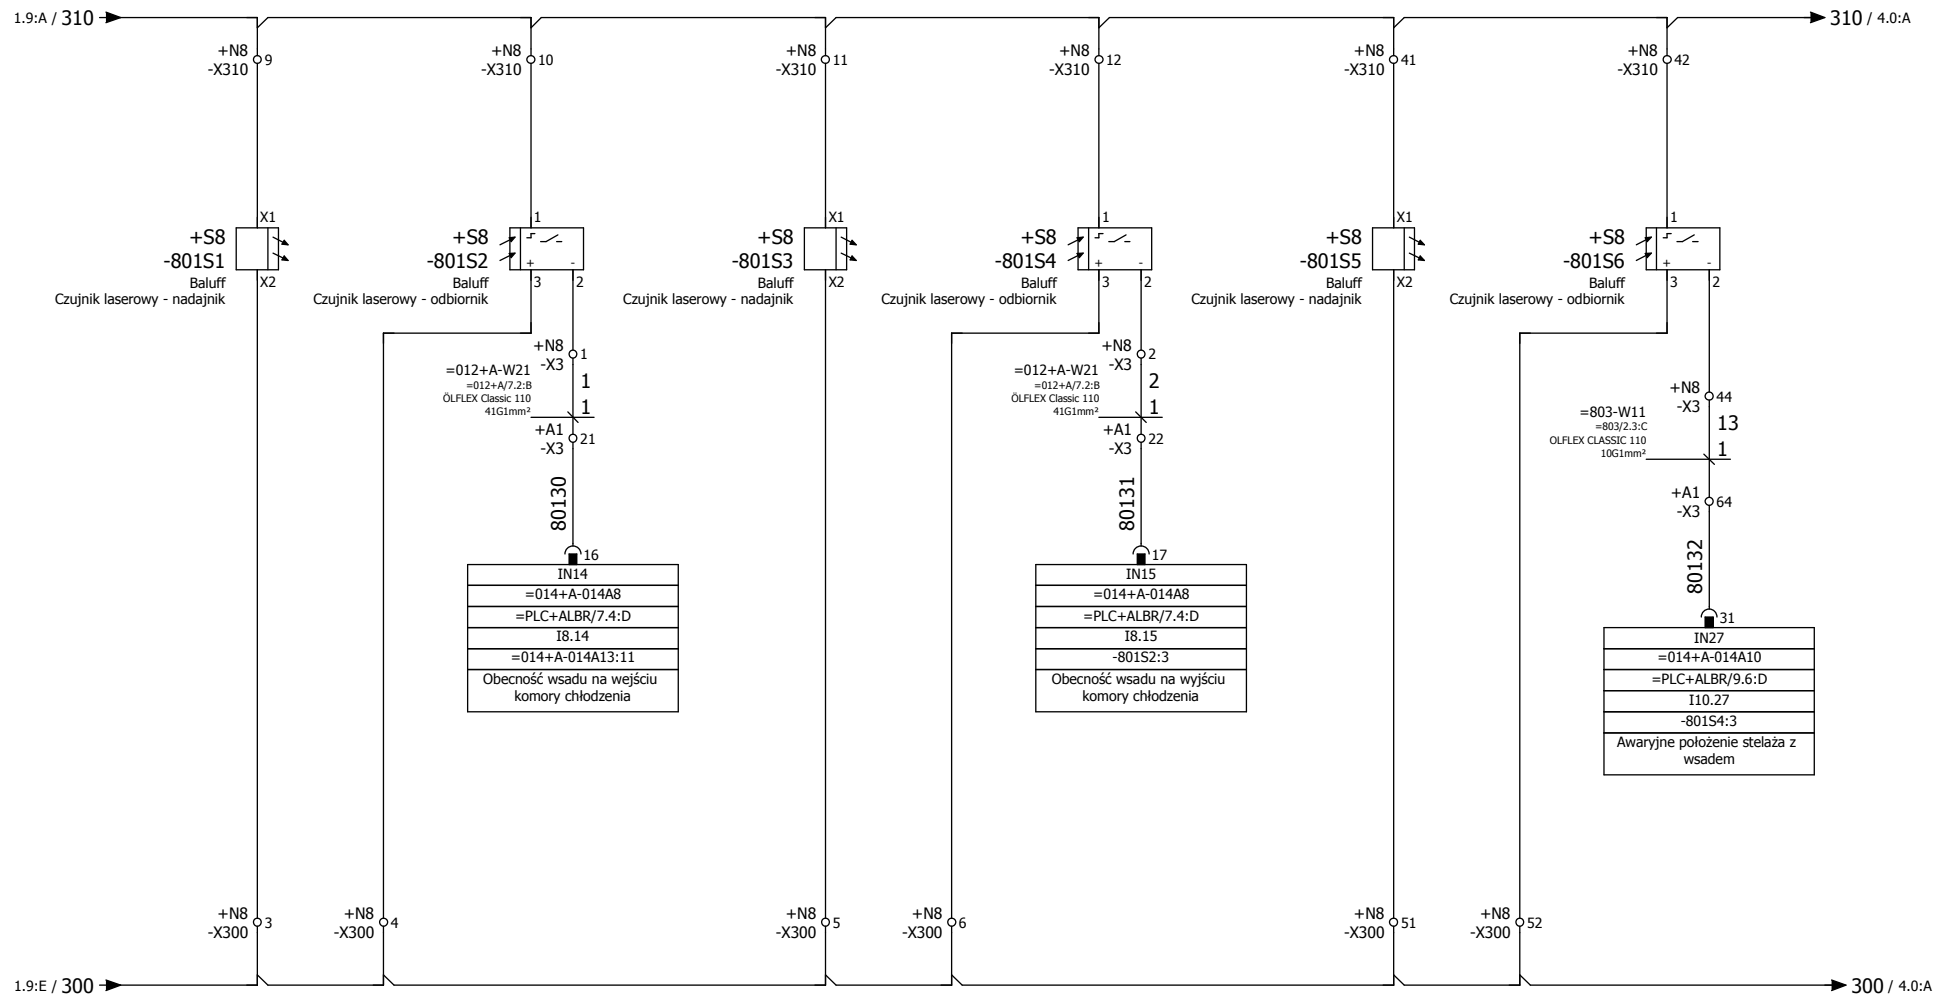 1.9:A / 310
310 / 4.0:A
+N8
-X310
9
+N8
-X310
10
+N8
-X310
11
+N8
-X310
12
+N8
-X310
41
+N8
-X310
42
X1
+S8
-801S1
X2
Baluff
Czujnik laserowy - nadajnik
1
+S8
-801S2
+ -
3 2
Baluff
Czujnik laserowy - odbiornik
X1
+S8
-801S3
X2
Baluff
Czujnik laserowy - nadajnik
1
+S8
-801S4
+ -
3 2
Baluff
Czujnik laserowy - odbiornik
X1
+S8
-801S5
X2
Baluff
Czujnik laserowy - nadajnik
1
+S8
-801S6
+ -
3 2
Baluff
Czujnik laserowy - odbiornik
+N8
-X3
1
=012+A-W21
=012+A/7.2:B
ÖLFLEX Classic 110
41G1mm²
1
1
+A1
-X3
21
80130
16
IN14
=014+A-014A8
=PLC+ALBR/7.4:D
I8.14
=014+A-014A13:11
Obecność wsadu na wejściu
komory chłodzenia
+N8
-X3
2
=012+A-W21
=012+A/7.2:B
ÖLFLEX Classic 110
41G1mm²
2
1
+A1
-X3
22
80131
17
IN15
=014+A-014A8
=PLC+ALBR/7.4:D
I8.15
-801S2:3
Obecność wsadu na wyjściu
komory chłodzenia
+N8
-X3
44
=803-W11
=803/2.3:C
OLFLEX CLASSIC 110
10G1mm²
13
1
+A1
-X3
64
80132
31
IN27
=014+A-014A10
=PLC+ALBR/9.6:D
I10.27
-801S4:3
Awaryjne położenie stelaża z
wsadem
+N8
-X300
3
+N8
-X300
4
+N8
-X300
5
+N8
-X300
6
+N8
-X300
51
+N8
-X300
52
1.9:E / 300
300 / 4.0:A